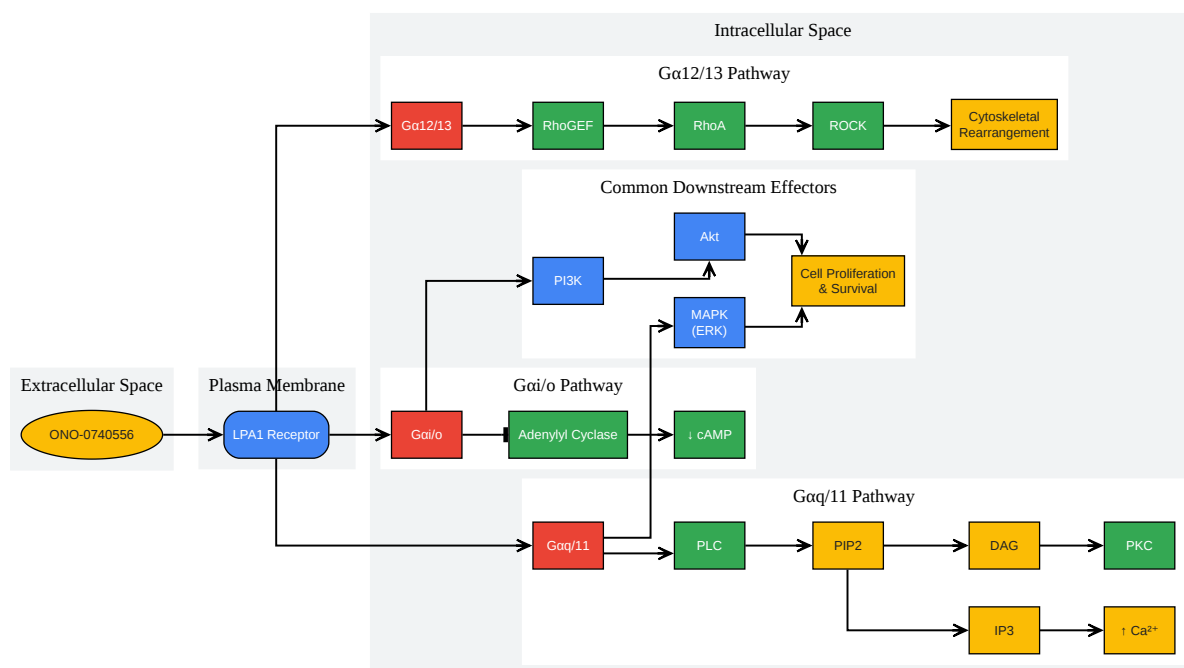 Intracellular Space
Gα12/13 Pathway
Gα12/13
RhoGEF
RhoA
ROCK
Cytoskeletal
Rearrangement
Common Downstream Effectors
Akt
PI3K
Cell Proliferation
& Survival
MAPK
(ERK)
Extracellular Space
Plasma Membrane
Gαi/o Pathway
ONO-0740556
LPA1 Receptor
Gαi/o
Adenylyl Cyclase
↓ cAMP
Gαq/11 Pathway
Gαq/11
PLC
PIP2
DAG
PKC
IP3
↑ Ca²⁺